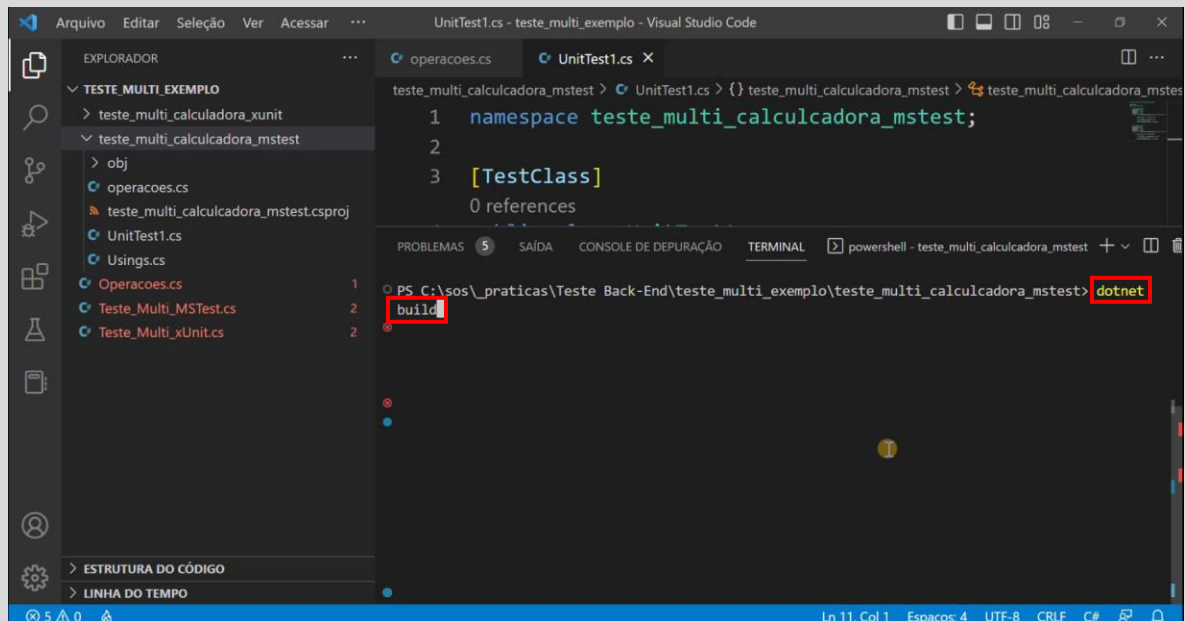 Arquivo Editar Seleção Ver Acessar ··· UnitTest1.cs - teste_multi_exemplo - Visual Studio Code
EXPLORADOR ···
TESTE_MULTI_EXEMPLO
teste_multi_calculadora_xunit
teste_multi_calculcadora_mstest
obj
operacoes.cs
teste_multi_calculcadora_mstest.csproj
UnitTest1.cs
Usings.cs
Operacoes.cs 1
Teste_Multi_MSTest.cs 2
Teste_Multi_xUnit.cs 2
ESTRUTURA DO CÓDIGO
LINHA DO TEMPO
operacoes.cs UnitTest1.cs
teste_multi_calculcadora_mstest > UnitTest1.cs > {} teste_multi_calculcadora_mstest > teste_multi_calculcadora_mstes
1 namespace teste_multi_calculcadora_mstest;
2
3 [TestClass]
0 references
PROBLEMAS 5 SAÍDA CONSOLE DE DEPURAÇÃO TERMINAL powershell - teste_multi_calculcadora_mstest
PS C:\sos\_praticas\Teste Back-End\teste_multi_exemplo\teste_multi_calculcadora_mstest> dotnet
build
5 0 Ln 11, Col 1 Espaços: 4 UTF-8 CRLF C#